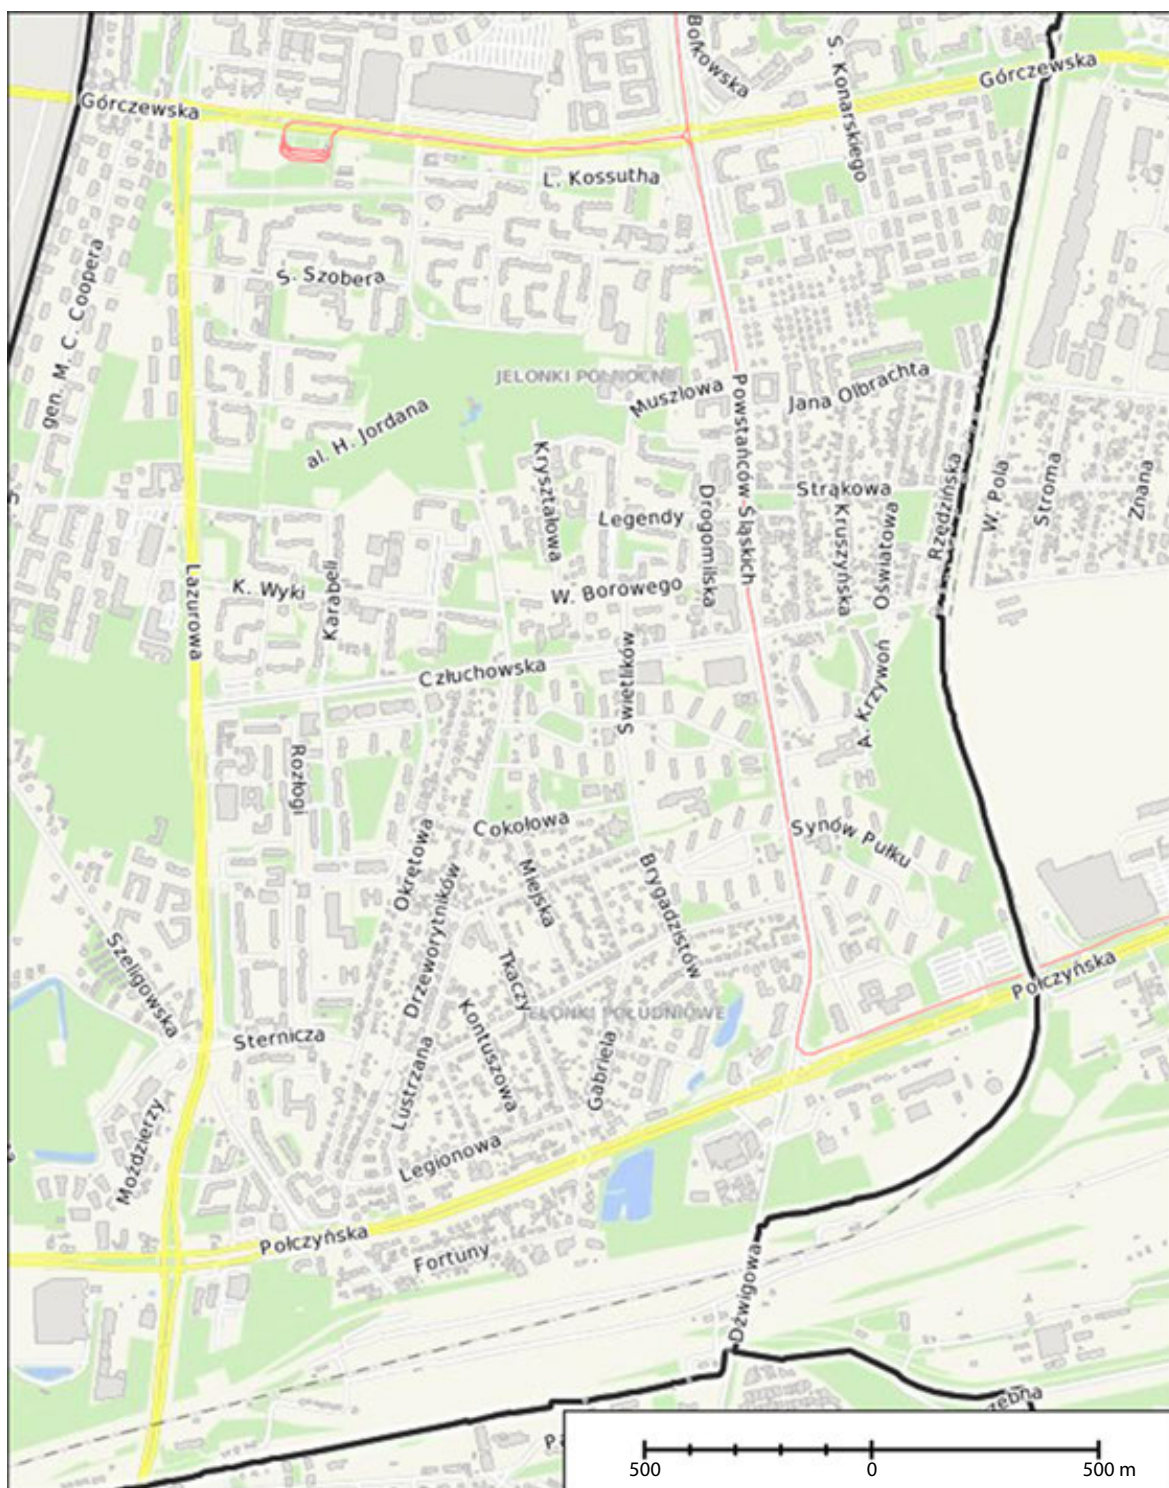 Bolkowska
S. Konarskiego
Górczewska
Górczewska
L. Kossutha
S. Szobera
gen. M. C. Coopera
JELONKI PÓŁNOCNE
Muszlowa
Jana Olbrachta
Powstańców Śląskich
al. H. Jordana
Kryształowa
Strąkowa
Legendy
Drogomilska
Kruszyńska
Oświatowa
Rzędzińska
W. Pola
Stroma
Znana
Lazurowa
K. Wyki
Karabeli
W. Borowego
Człuchowska
Świetlików
A. Krzywoń
Rozłogi
Cokołowa
Synów Pułku
Okrętowa
Drzeworytników
Miejska
Brygadzistów
Szeligowska
Tkaczy
Połczyńska
JELONKI POŁUDNIOWE
Sternicza
Kontuszowa
Lustrzana
Gabriela
Moździerzy
Legionowa
Połczyńska
Fortuny
Dźwigowa
500 0 500 m